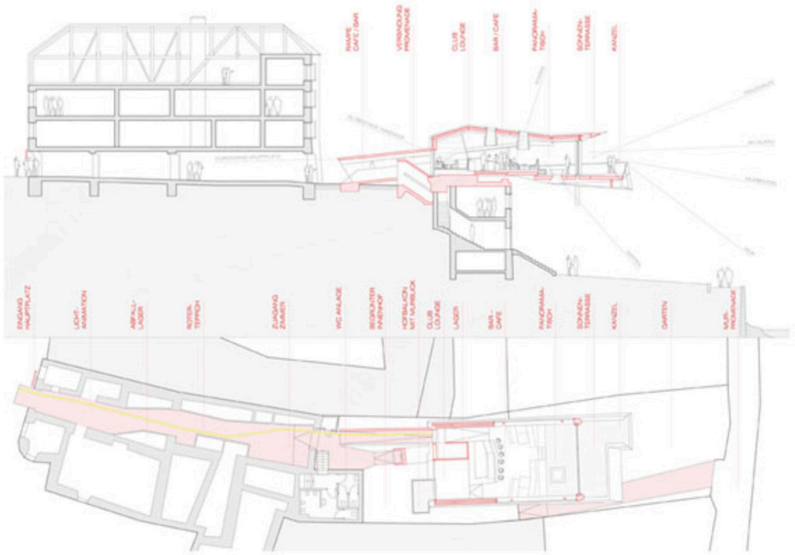 RAMPE
CAFE / BAR
VERBINDUNG
PROMENADE
CLUB
LOUNGE
BAR / CAFE
PANORAMA-
TISCH
SONNEN-
TERRASSE
KANZEL
EINGANG
HAUPTPLATZ
LICHT-
ANIMATION
ABFALL-
LAGER
ROTER-
TEPPICH
ZUGANG
ZIMMER
WC ANLAGE
BEGRÜNTER
INNENHOF
HOFBALKON
MIT MURBLICK
CLUB
LOUNGE
LAGER
BAR -
CAFE
PANORAMA-
TISCH
SONNEN-
TERRASSE
KANZEL
GARTEN
MUR-
PROMENADE